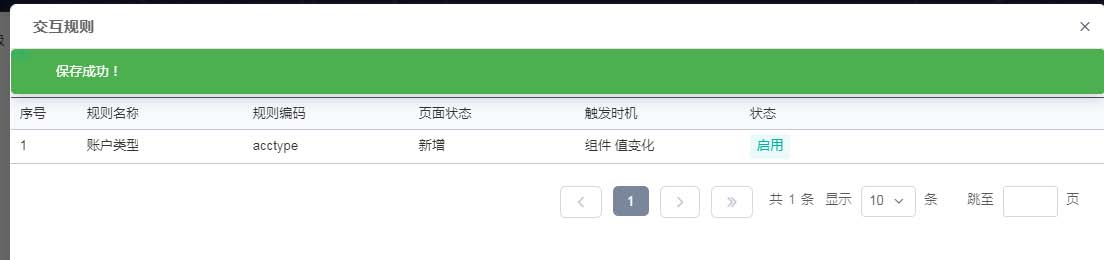 交互规则
保存成功！
序号 规则名称 规则编码 页面状态 触发时机 状态
1 账户类型 acctype 新增 组件 值变化 启用
1 共 1 条 显示 10 条 跳至 页